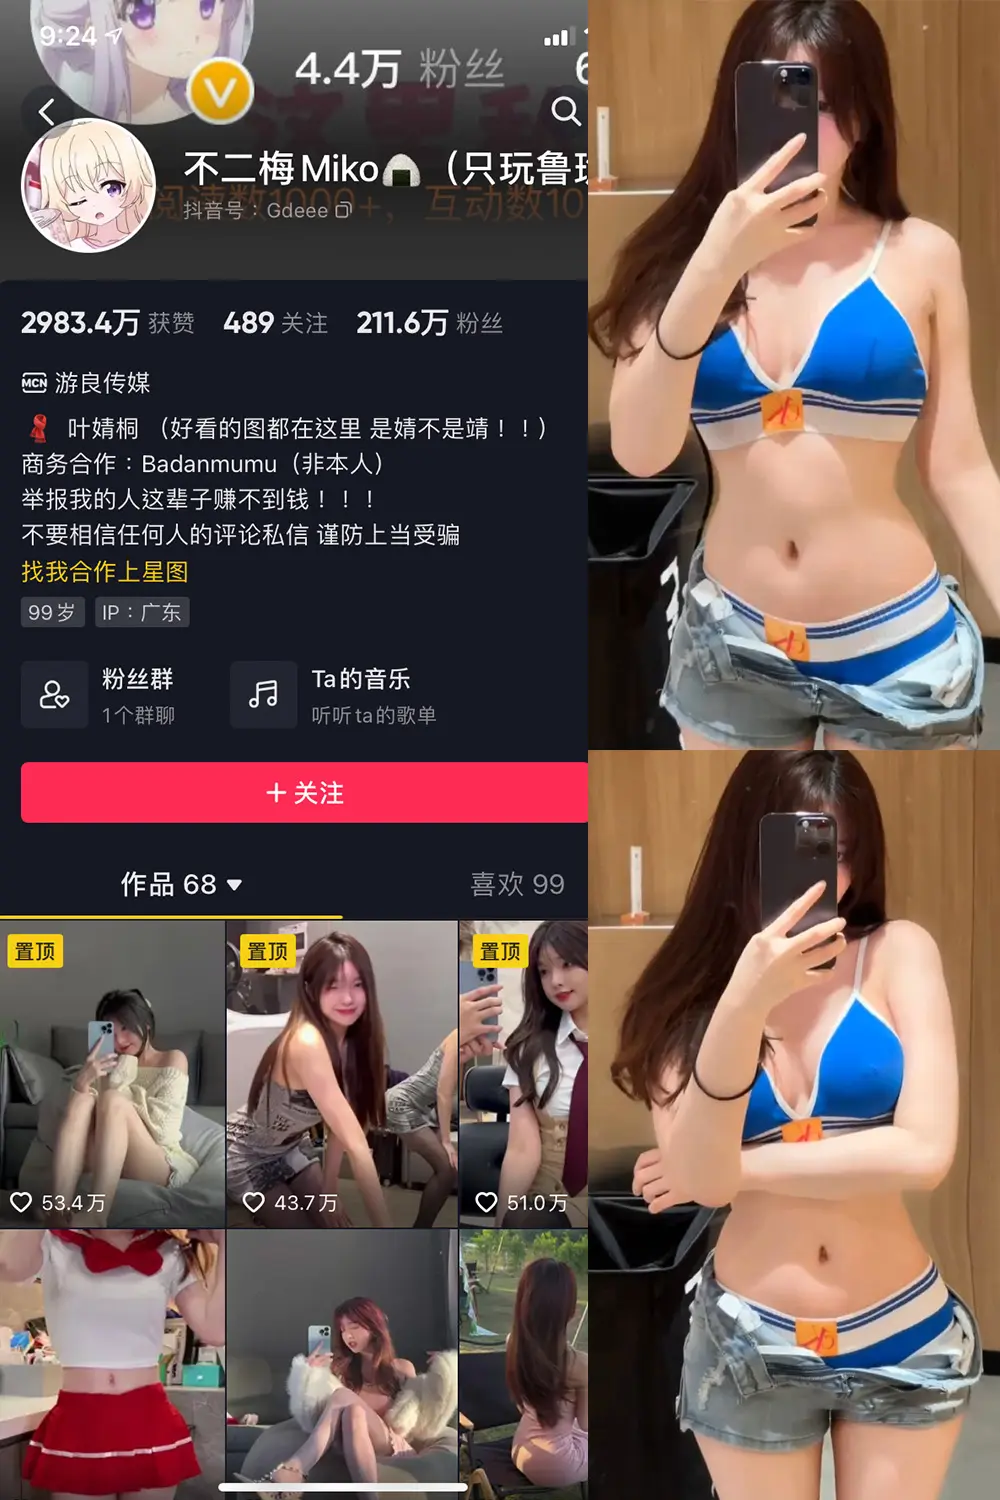 9:24
4.4万 粉丝
不二梅Miko🍙（只玩鲁班
阅读数1000+，互动数10
抖音号：Gdeee
2983.4万 获赞 489 关注 211.6万 粉丝
MCN 游良传媒
叶婧桐 （好看的图都在这里 是婧不是靖！！）
商务合作：Badanmumu（非本人）
举报我的人这辈子赚不到钱！！！
不要相信任何人的评论私信 谨防上当受骗
找我合作上星图
99岁 IP：广东
粉丝群 Ta的音乐
1个群聊 听听ta的歌单
+ 关注
作品 68 喜欢 99
置顶 置顶 置顶
53.4万 43.7万 51.0万